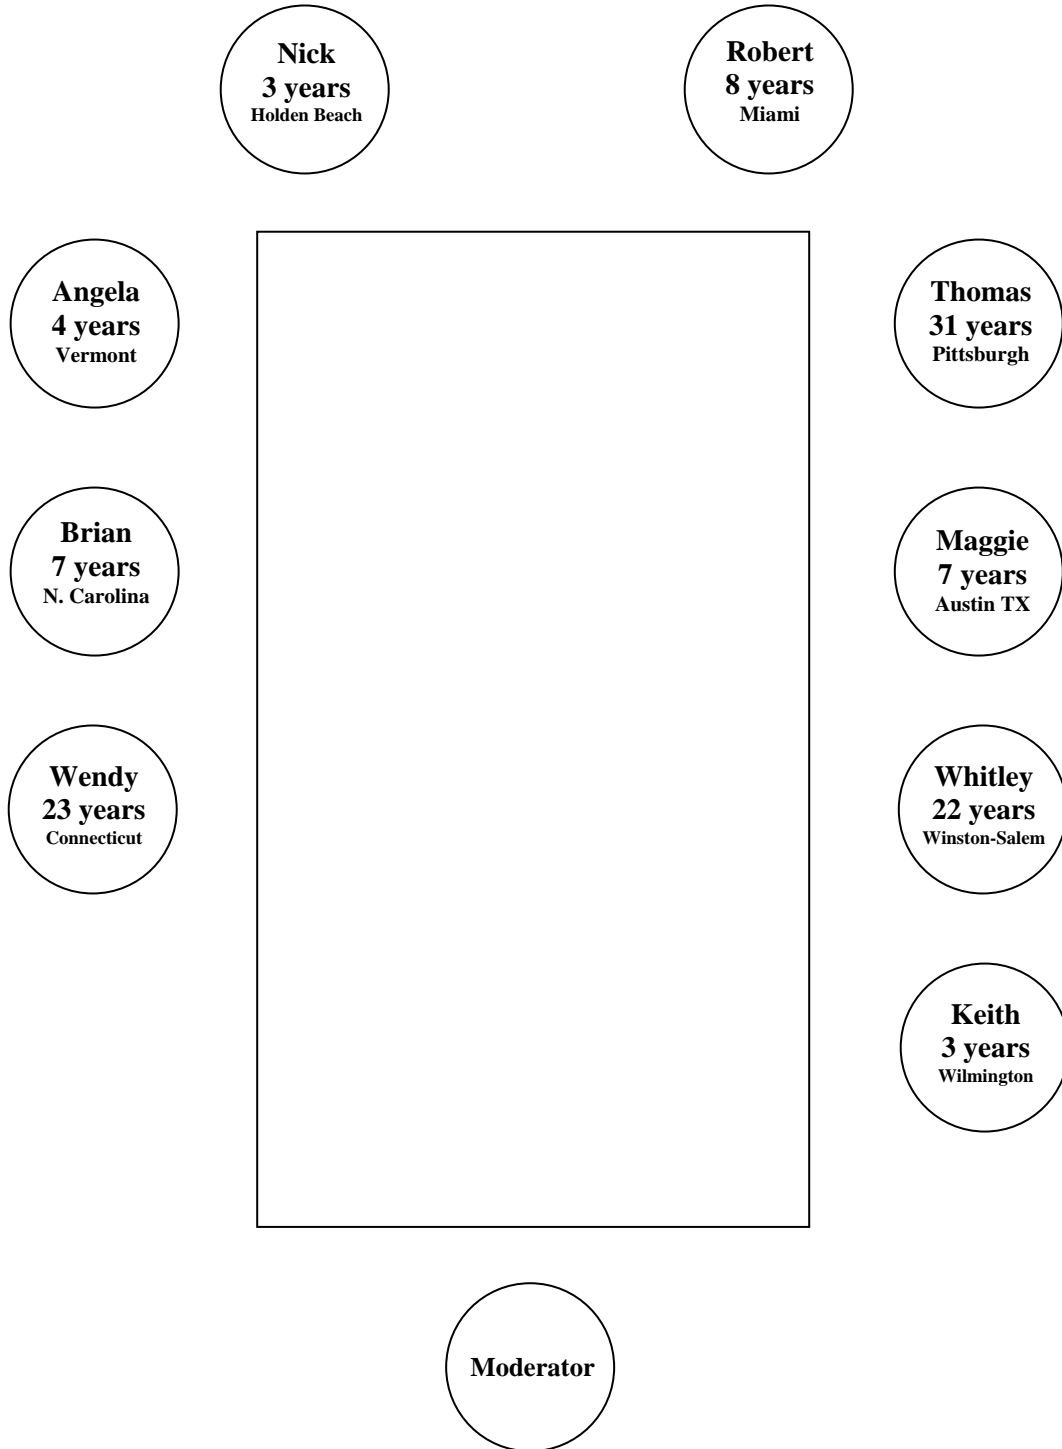 Nick
3 years
Holden Beach
Robert
8 years
Miami
Angela
4 years
Vermont
Thomas
31 years
Pittsburgh
Brian
7 years
N. Carolina
Maggie
7 years
Austin TX
Wendy
23 years
Connecticut
Whitley
22 years
Winston-Salem
Keith
3 years
Wilmington
Moderator